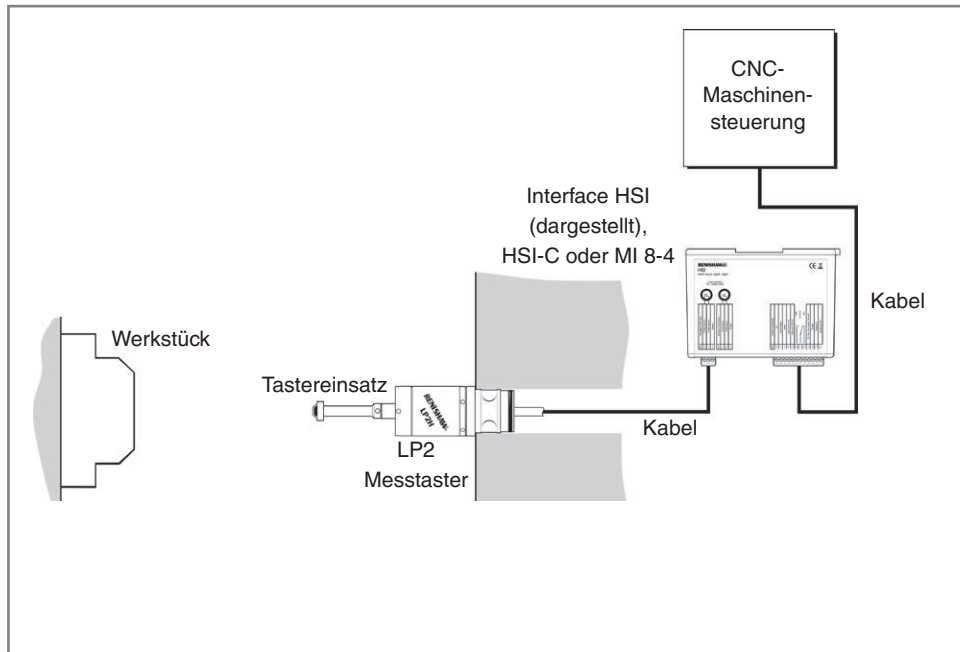 CNC-
Maschinen-
steuerung
Interface HSI
(dargestellt),
HSI-C oder MI 8-4
RENISHAW
HSI
Kabel
Werkstück
Tastereinsatz
RENISHAW
LP2H
Kabel
LP2
Messtaster